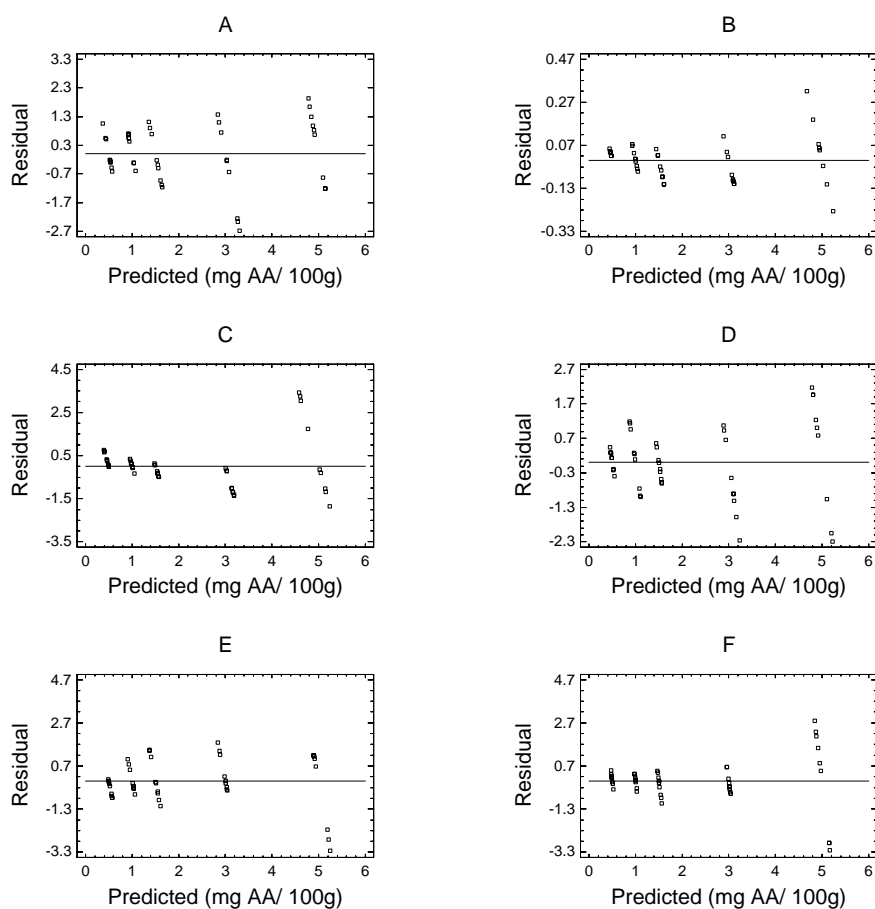 A
3.3
2.3
1.3
0.3
-0.7
-1.7
-2.7
Residual
0 1 2 3 4 5 6
Predicted (mg AA/ 100g)
B
0.47
0.27
0.07
-0.13
-0.33
Residual
0 1 2 3 4 5 6
Predicted (mg AA/ 100g)
C
4.5
2.5
0.5
-1.5
-3.5
Residual
0 1 2 3 4 5 6
Predicted (mg AA/ 100g)
D
2.7
1.7
0.7
-0.3
-1.3
-2.3
Residual
0 1 2 3 4 5 6
Predicted (mg AA/ 100g)
E
4.7
2.7
0.7
-1.3
-3.3
Residual
0 1 2 3 4 5 6
Predicted (mg AA/ 100g)
F
4.7
2.7
0.7
-1.3
-3.3
Residual
0 1 2 3 4 5 6
Predicted (mg AA/ 100g)